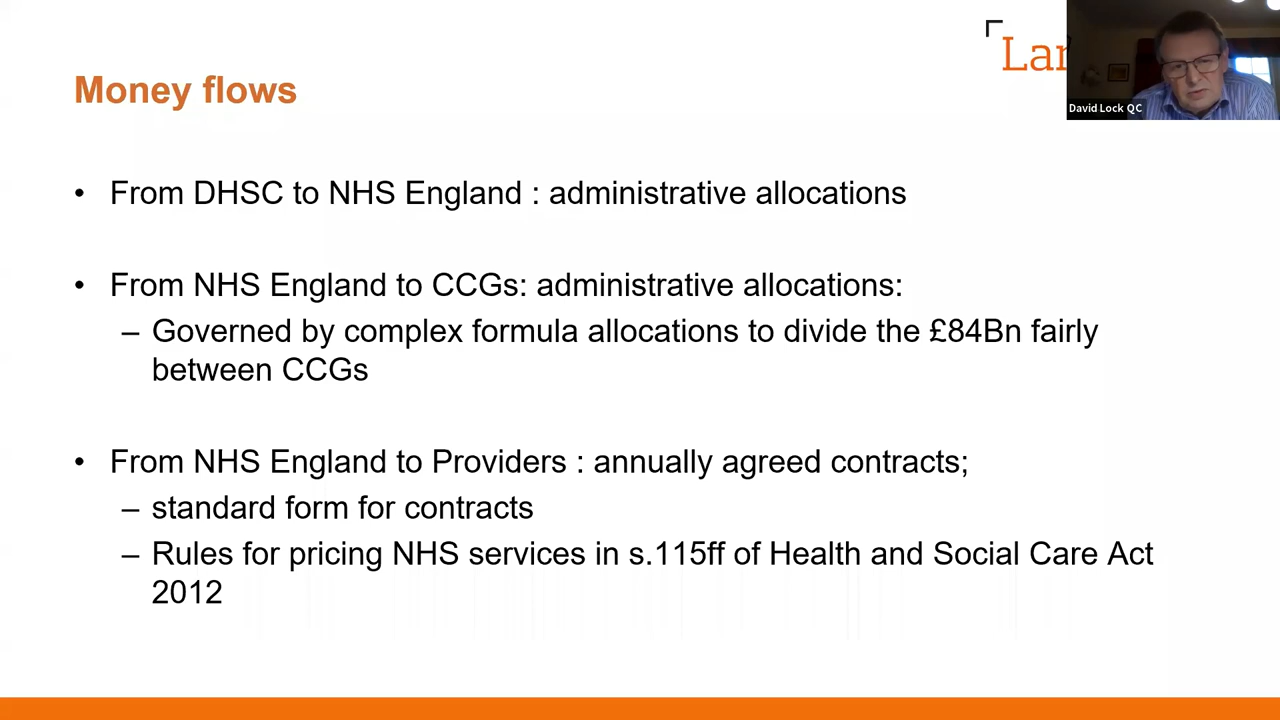 Lan
David Lock QC
Money flows
• From DHSC to NHS England : administrative allocations
• From NHS England to CCGs: administrative allocations:
– Governed by complex formula allocations to divide the £84Bn fairly
between CCGs
• From NHS England to Providers : annually agreed contracts;
– standard form for contracts
– Rules for pricing NHS services in s.115ff of Health and Social Care Act
2012